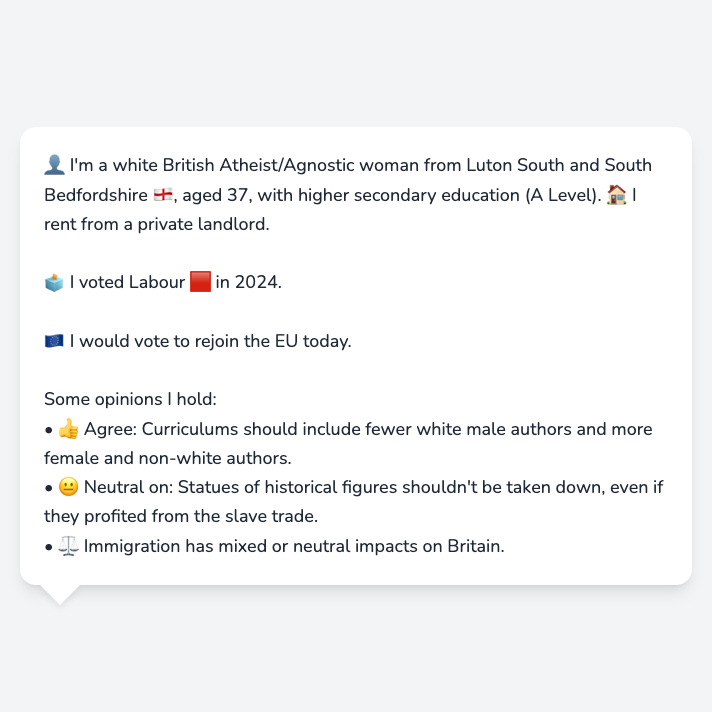 👤 I'm a white British Atheist/Agnostic woman from Luton South and South
Bedfordshire 🏴󠁧󠁢󠁥󠁮󠁧󠁿, aged 37, with higher secondary education (A Level). 🏠 I
rent from a private landlord.
🗳️ I voted Labour 🟥 in 2024.
🇪🇺 I would vote to rejoin the EU today.
Some opinions I hold:
• 👍 Agree: Curriculums should include fewer white male authors and more
female and non-white authors.
• 😐 Neutral on: Statues of historical figures shouldn't be taken down, even if
they profited from the slave trade.
• ⚖️ Immigration has mixed or neutral impacts on Britain.